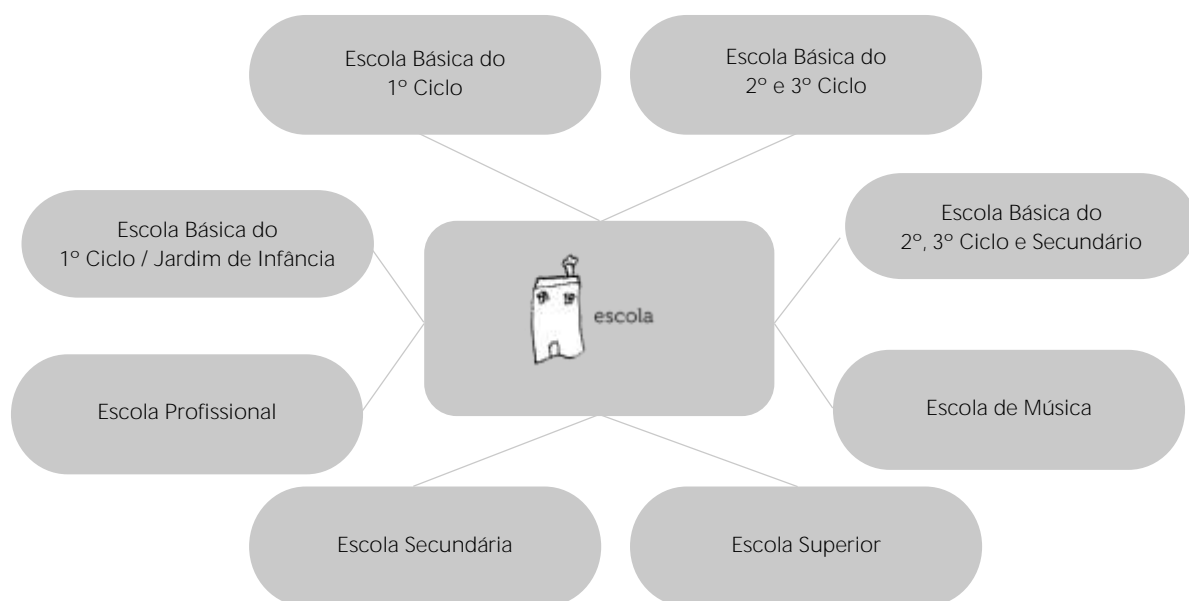 Escola Básica do
1º Ciclo
Escola Básica do
2º e 3º Ciclo
Escola Básica do
1º Ciclo / Jardim de Infância
Escola Básica do
2º, 3º Ciclo e Secundário
escola
Escola Profissional
Escola de Música
Escola Secundária
Escola Superior